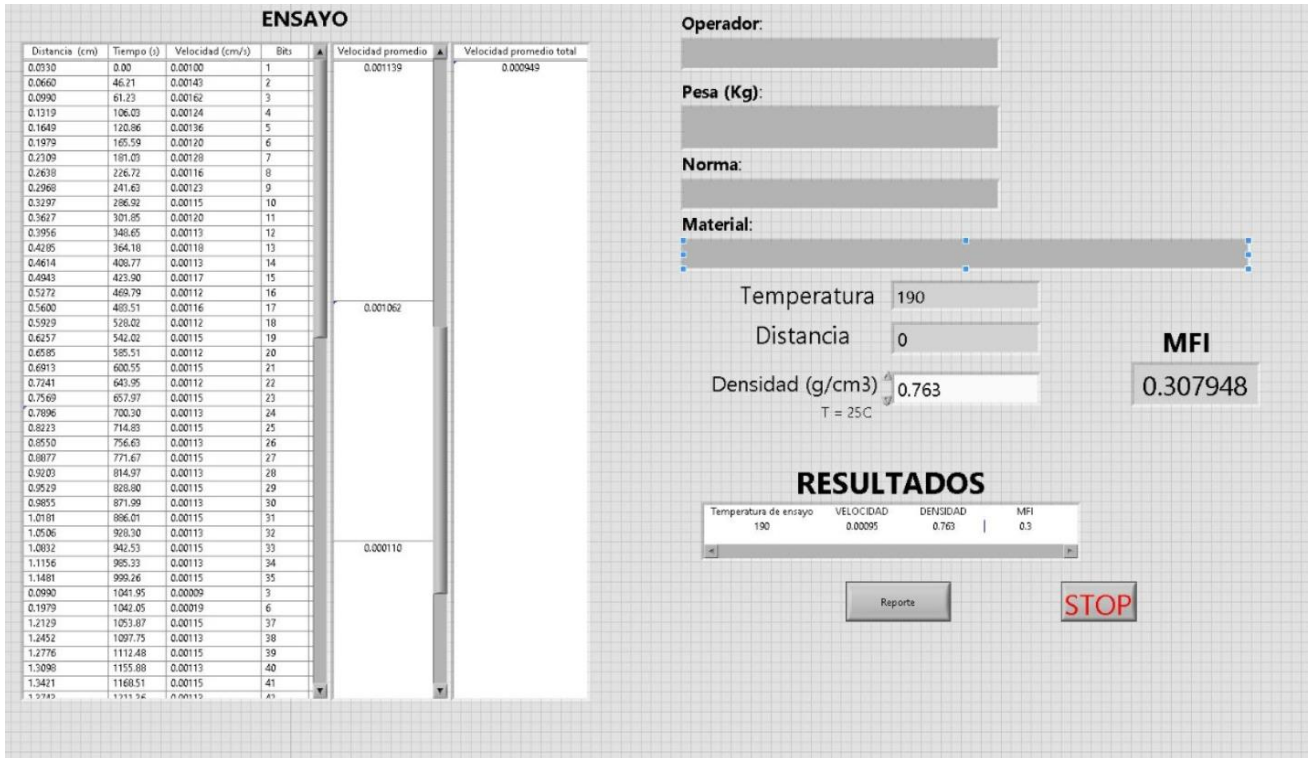 ENSAYO
Distancia (cm) Tiempo (s) Velocidad (cm/s) Bits
0.0330 0.00 0.00100 1
0.0660 46.21 0.00143 2
0.0990 61.23 0.00162 3
0.1319 106.03 0.00124 4
0.1649 120.86 0.00136 5
0.1979 165.59 0.00120 6
0.2309 181.03 0.00128 7
0.2638 226.72 0.00116 8
0.2968 241.63 0.00123 9
0.3297 286.92 0.00115 10
0.3627 301.85 0.00120 11
0.3956 348.65 0.00113 12
0.4285 364.18 0.00118 13
0.4614 408.77 0.00113 14
0.4943 423.90 0.00117 15
0.5272 469.79 0.00112 16
0.5600 483.51 0.00116 17
0.5929 528.02 0.00112 18
0.6257 542.02 0.00115 19
0.6585 585.51 0.00112 20
0.6913 600.55 0.00115 21
0.7241 643.95 0.00112 22
0.7569 657.97 0.00115 23
0.7896 700.30 0.00113 24
0.8223 714.83 0.00115 25
0.8550 756.63 0.00113 26
0.8877 771.67 0.00115 27
0.9203 814.97 0.00113 28
0.9529 828.80 0.00115 29
0.9855 871.99 0.00113 30
1.0181 886.01 0.00115 31
1.0506 928.30 0.00113 32
1.0832 942.53 0.00115 33
1.1156 985.33 0.00113 34
1.1481 999.26 0.00115 35
0.0990 1041.95 0.00009 3
0.1979 1042.05 0.00019 6
1.2129 1053.87 0.00115 37
1.2452 1097.75 0.00113 38
1.2776 1112.48 0.00115 39
1.3098 1155.88 0.00113 40
1.3421 1168.51 0.00115 41
Velocidad promedio
0.001139
0.001062
0.000110
Velocidad promedio total
0.000949
Operador:
Pesa (Kg):
Norma:
Material:
Temperatura 190
Distancia 0
Densidad (g/cm3) 0.763
T = 25C
MFI
0.307948
RESULTADOS
Temperatura de ensayo VELOCIDAD DENSIDAD MFI
190 0.00095 0.763 0.3
Reporte
STOP